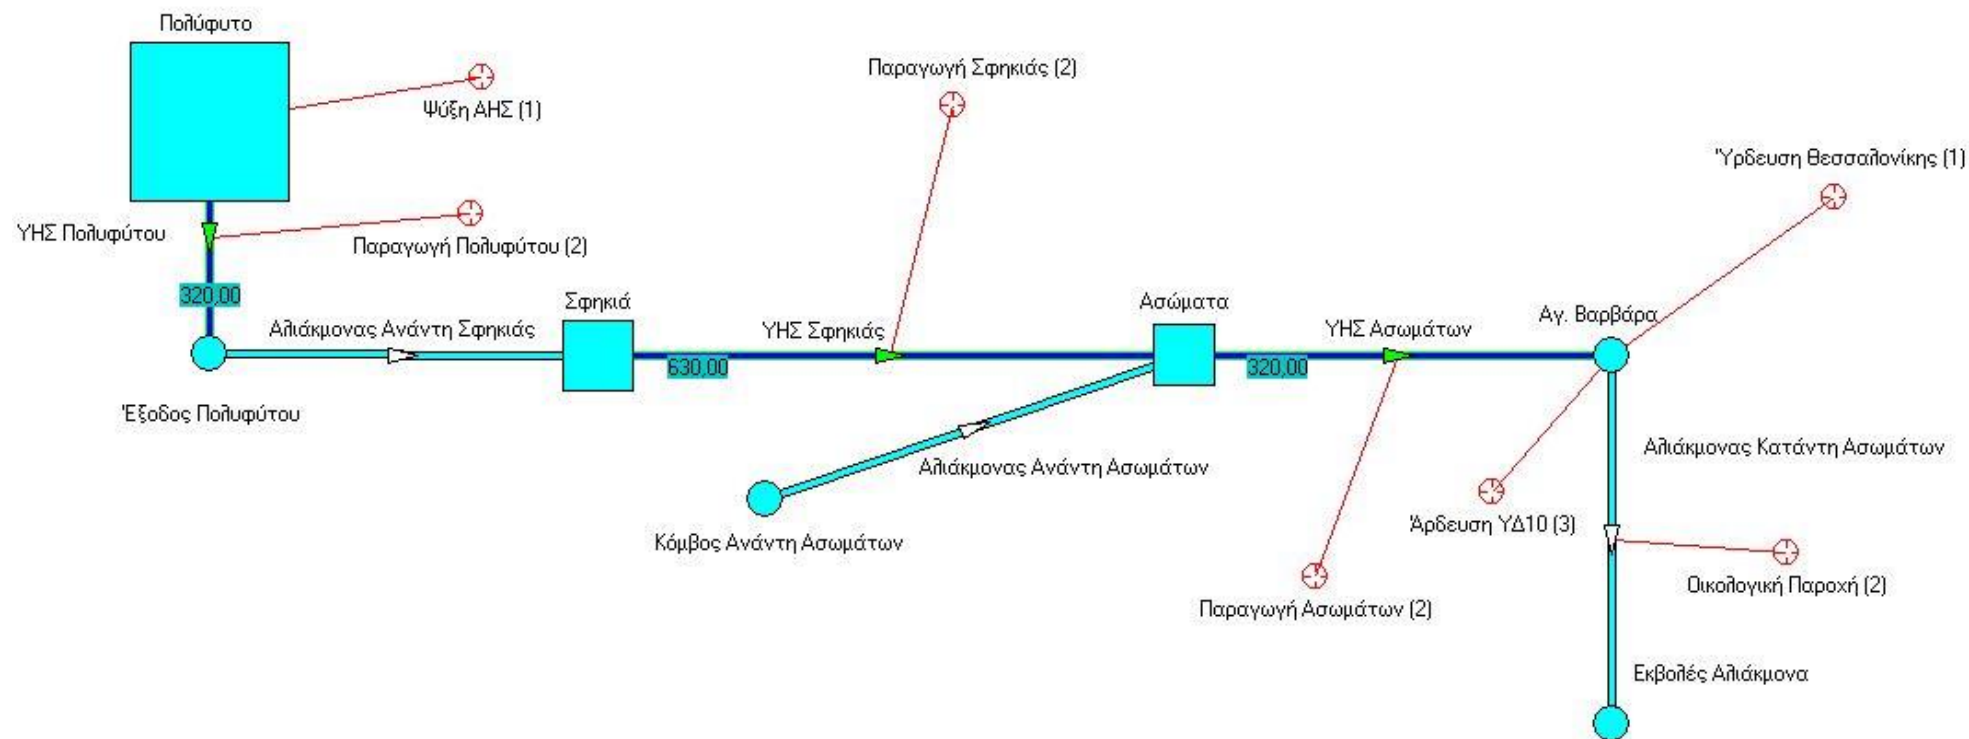 Πολύφυτο
Ψύξη ΑΗΣ (1)
Παραγωγή Σφηκιάς (2)
Ύρδευση Θεσσαλονίκης (1)
ΥΗΣ Πολυφύτου
Παραγωγή Πολυφύτου (2)
320,00
Αλιάκμονας Ανάντη Σφηκιάς
Σφηκιά
ΥΗΣ Σφηκιάς
630,00
Ασώματα
ΥΗΣ Ασωμάτων
320,00
Αγ. Βαρβάρα
Έξοδος Πολυφύτου
Αλιάκμονας Ανάντη Ασωμάτων
Αλιάκμονας Κατάντη Ασωμάτων
Κόμβος Ανάντη Ασωμάτων
Άρδευση ΥΔ10 (3)
Παραγωγή Ασωμάτων (2)
Οικολογική Παροχή (2)
Εκβολές Αλιάκμονα